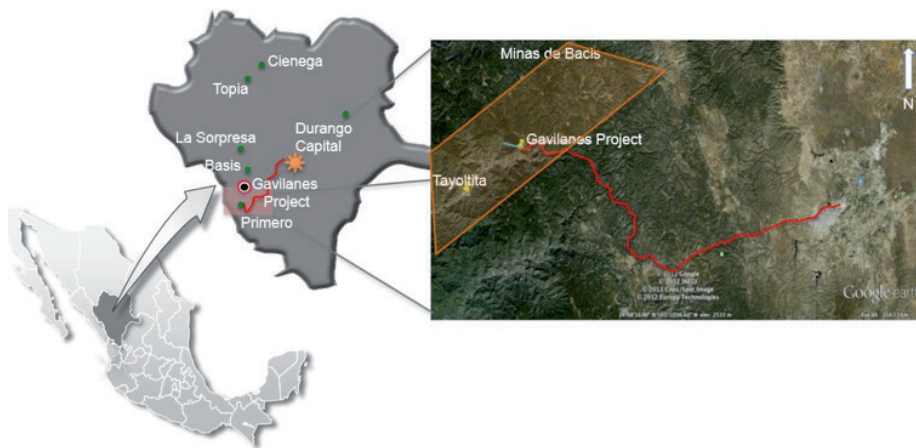 Cienega
Topia
Durango
Capital
La Sorpresa
Basis
Gavilanes
Project
Primero
Minas de Bacis
N
Gavilanes Project
Tayoltita
© 2012 Google
© 2012 INEGI
© 2012 Cnes/Spot Image
© 2012 Europa Technologies
Google earth